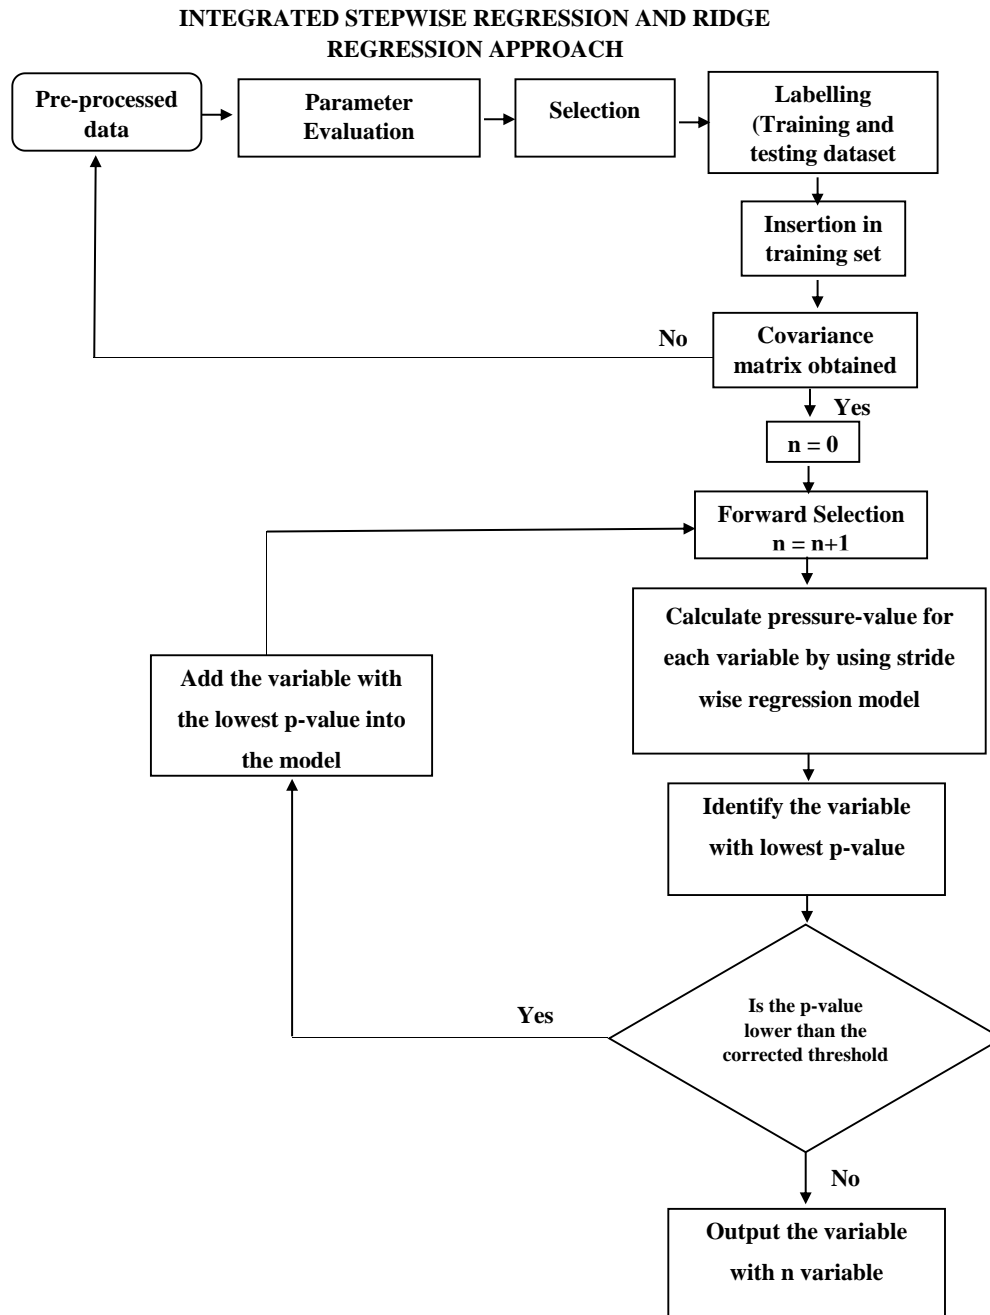 INTEGRATED STEPWISE REGRESSION AND RIDGE
REGRESSION APPROACH
Pre-processed
data
Parameter
Evaluation
Selection
Labelling
(Training and
testing dataset
Insertion in
training set
Covariance
matrix obtained
No
Yes
n = 0
Forward Selection
n = n+1
Calculate pressure-value for
each variable by using stride
wise regression model
Add the variable with
the lowest p-value into
the model
Identify the variable
with lowest p-value
Is the p-value
lower than the
corrected threshold
Yes
No
Output the variable
with n variable